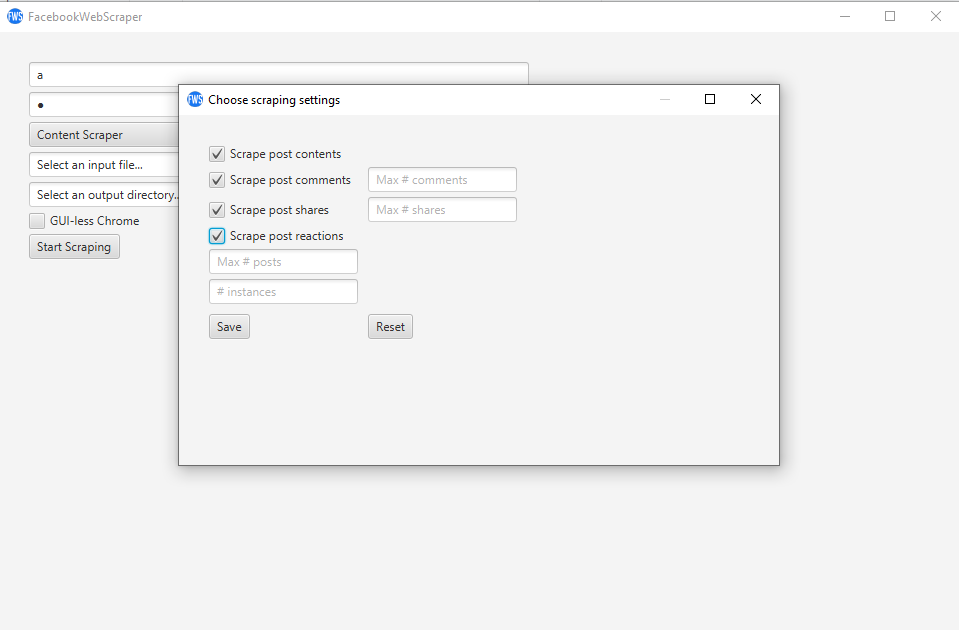 FWS FacebookWebScraper
a
●
Content Scraper
Select an input file...
Select an output directory..
GUI-less Chrome
Start Scraping
FWS Choose scraping settings
Scrape post contents
Scrape post comments Max # comments
Scrape post shares Max # shares
Scrape post reactions
Max # posts
# instances
Save Reset